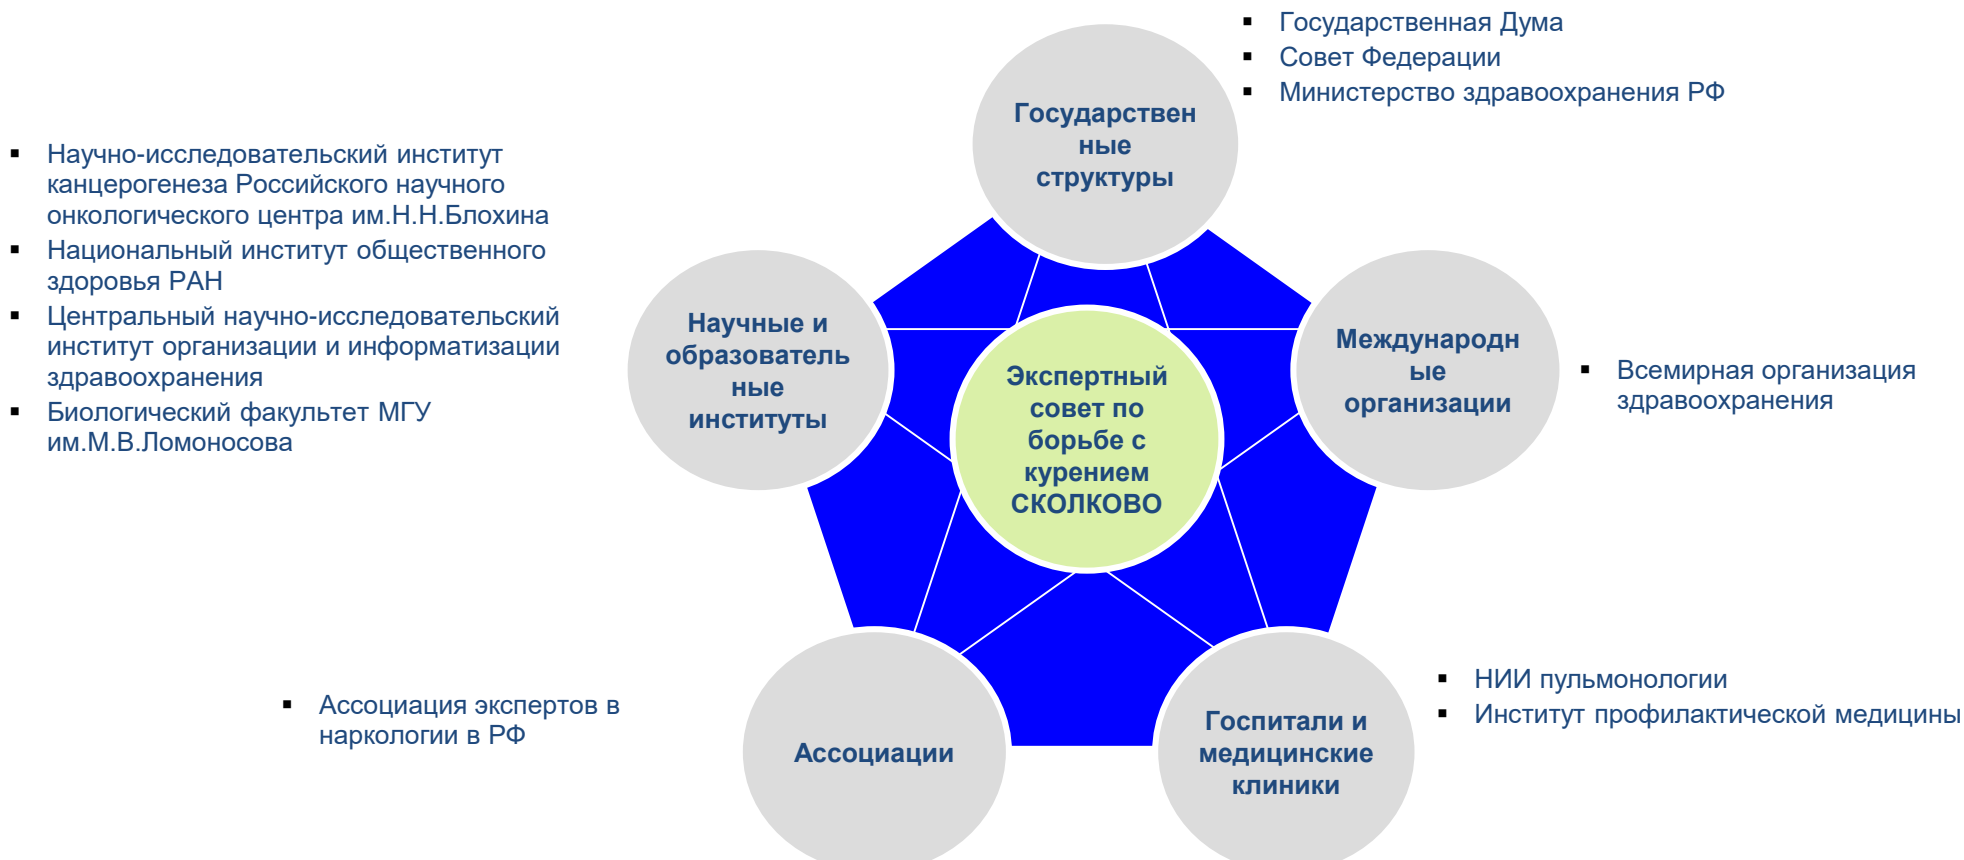 ▪ Государственная Дума
▪ Совет Федерации
▪ Министерство здравоохранения РФ
Государствен
ные
структуры
▪ Научно-исследовательский институт
канцерогенеза Российского научного
онкологического центра им.Н.Н.Блохина
▪ Национальный институт общественного
здоровья РАН
▪ Центральный научно-исследовательский
институт организации и информатизации
здравоохранения
▪ Биологический факультет МГУ
им.М.В.Ломоносова
Научные и
образователь
ные
институты
Экспертный
совет по
борьбе с
курением
СКОЛКОВО
Международн
ые
организации
▪ Всемирная организация
здравоохранения
▪ Ассоциация экспертов в
наркологии в РФ
Ассоциации
Госпитали и
медицинские
клиники
▪ НИИ пульмонологии
▪ Институт профилактической медицины